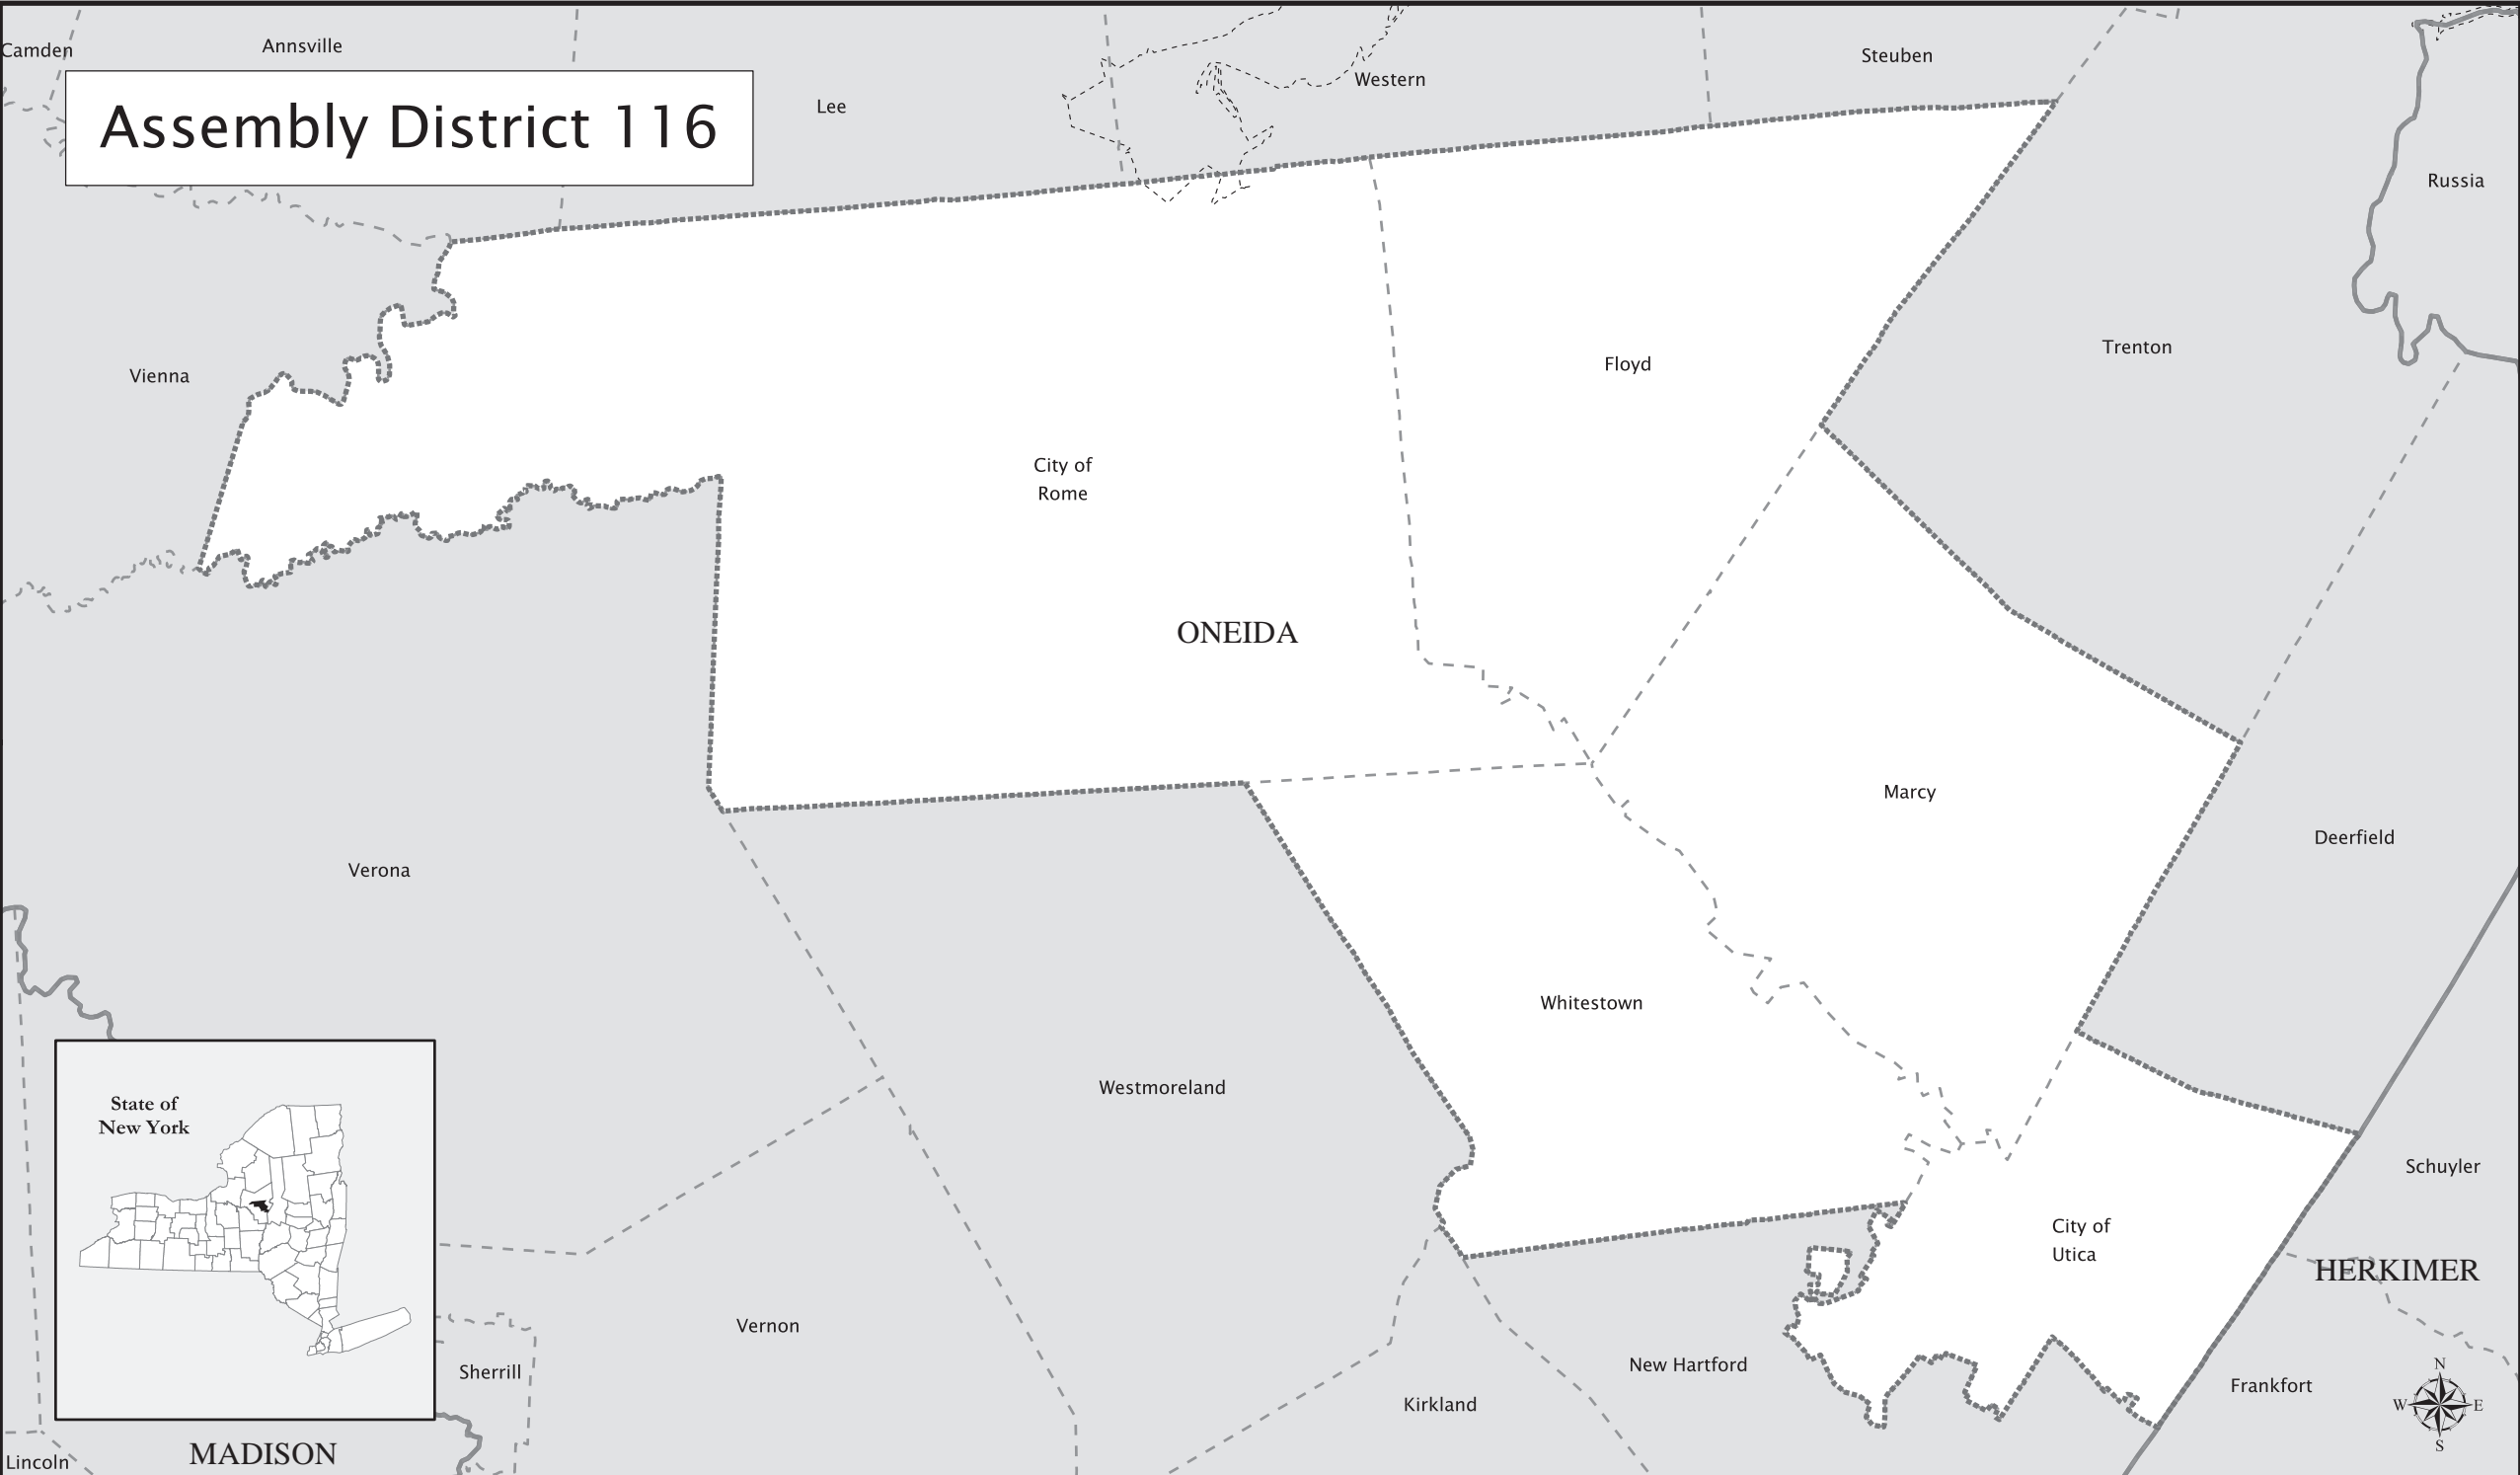 Camden
Annsville
Steuben
Western
Lee
Assembly District 116
Russia
Trenton
Floyd
Vienna
City of
Rome
ONEIDA
Marcy
Deerfield
Verona
Whitestown
Westmoreland
State of
New York
Schuyler
City of
Utica
HERKIMER
Vernon
New Hartford
Sherrill
Frankfort
Kirkland
N
W
E
S
MADISON
Lincoln